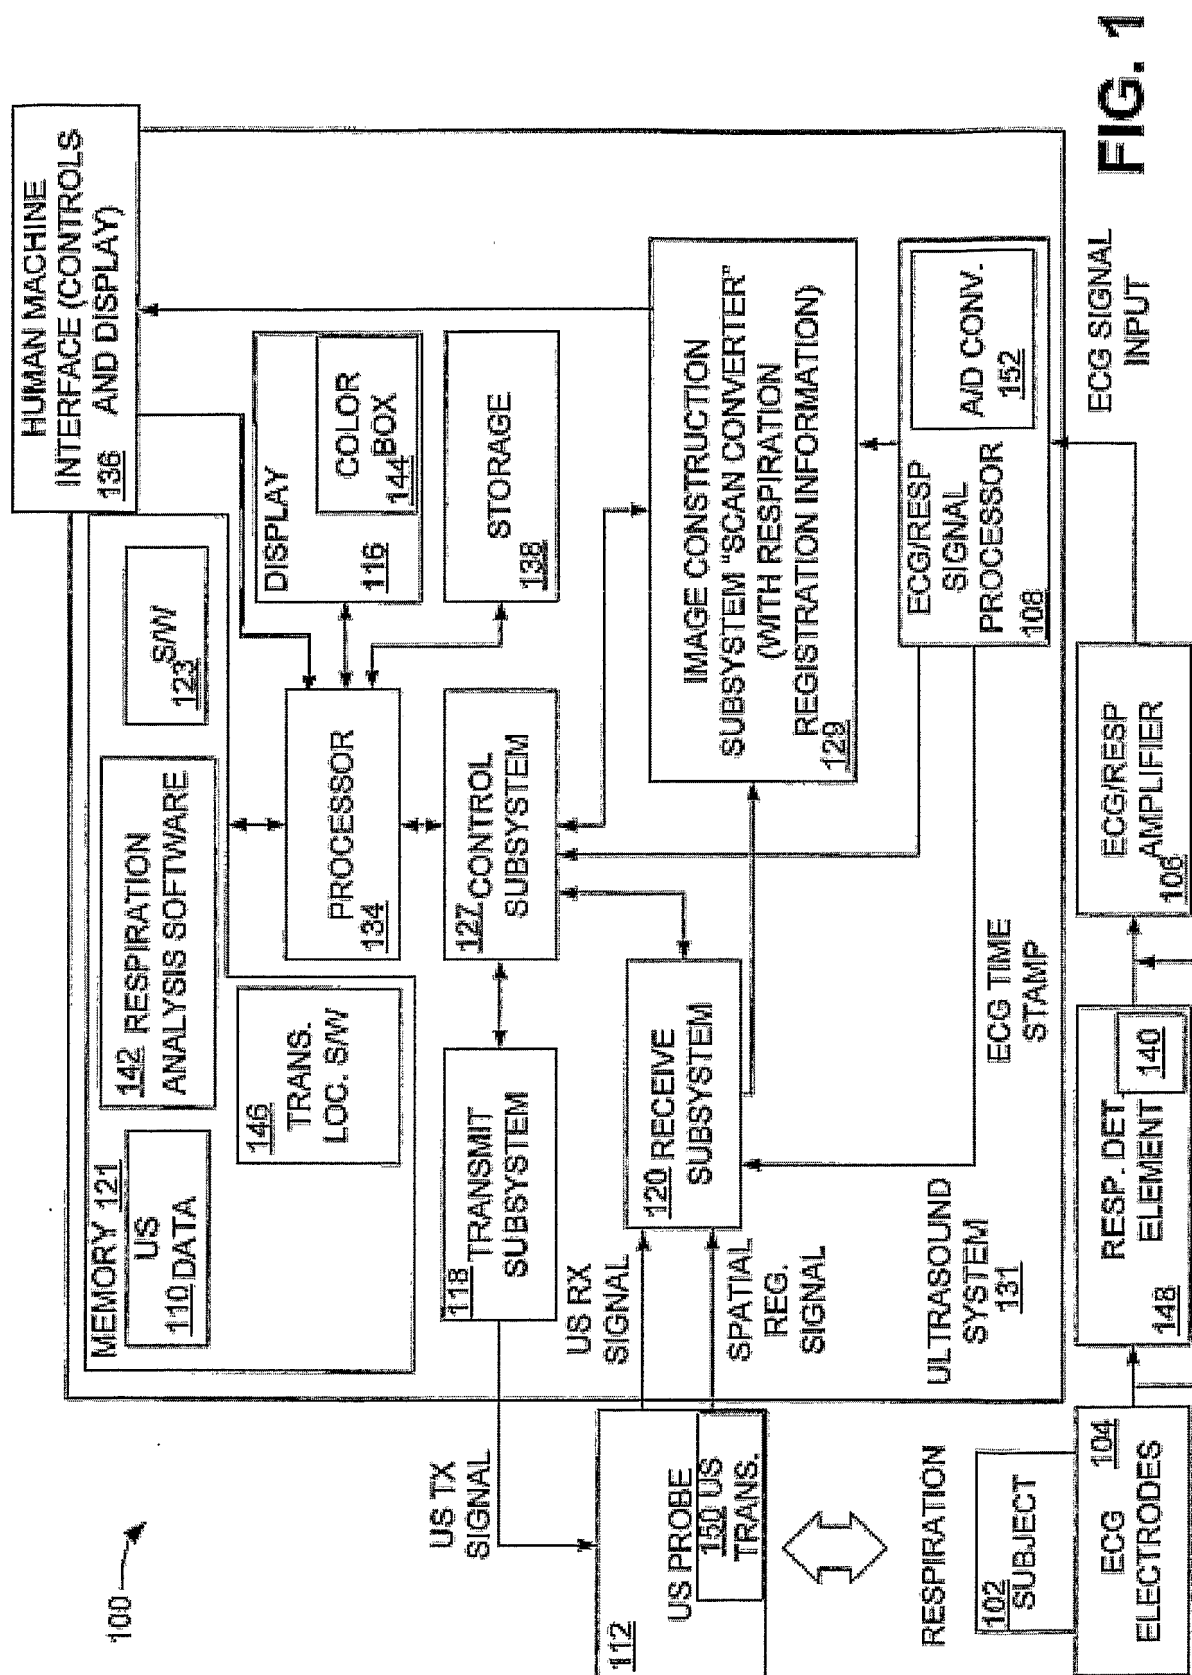 100
HUMAN MACHINE
INTERFACE (CONTROLS
136 AND DISPLAY)
MEMORY 121
US
110 DATA
142 RESPIRATION
ANALYSIS SOFTWARE
S/W
123
146 TRANS.
LOC. S/W
PROCESSOR
134
DISPLAY
116
COLOR
144 BOX
STORAGE
138
118 TRANSMIT
SUBSYSTEM
127 CONTROL
SUBSYSTEM
120 RECEIVE
SUBSYSTEM
IMAGE CONSTRUCTION
SUBSYSTEM "SCAN CONVERTER"
(WITH RESPIRATION
REGISTRATION INFORMATION)
129
US TX
SIGNAL
US RX
SIGNAL
SPATIAL
REG.
SIGNAL
US PROBE
112
150 US
TRANS.
ULTRASOUND
SYSTEM
131
ECG TIME
STAMP
ECG/RESP
SIGNAL
PROCESSOR
108
A/D CONV.
152
RESPIRATION
102
SUBJECT
ECG 104
ELECTRODES
RESP. DET
ELEMENT
148
140
ECG/RESP
AMPLIFIER
106
ECG SIGNAL
INPUT
FIG. 1